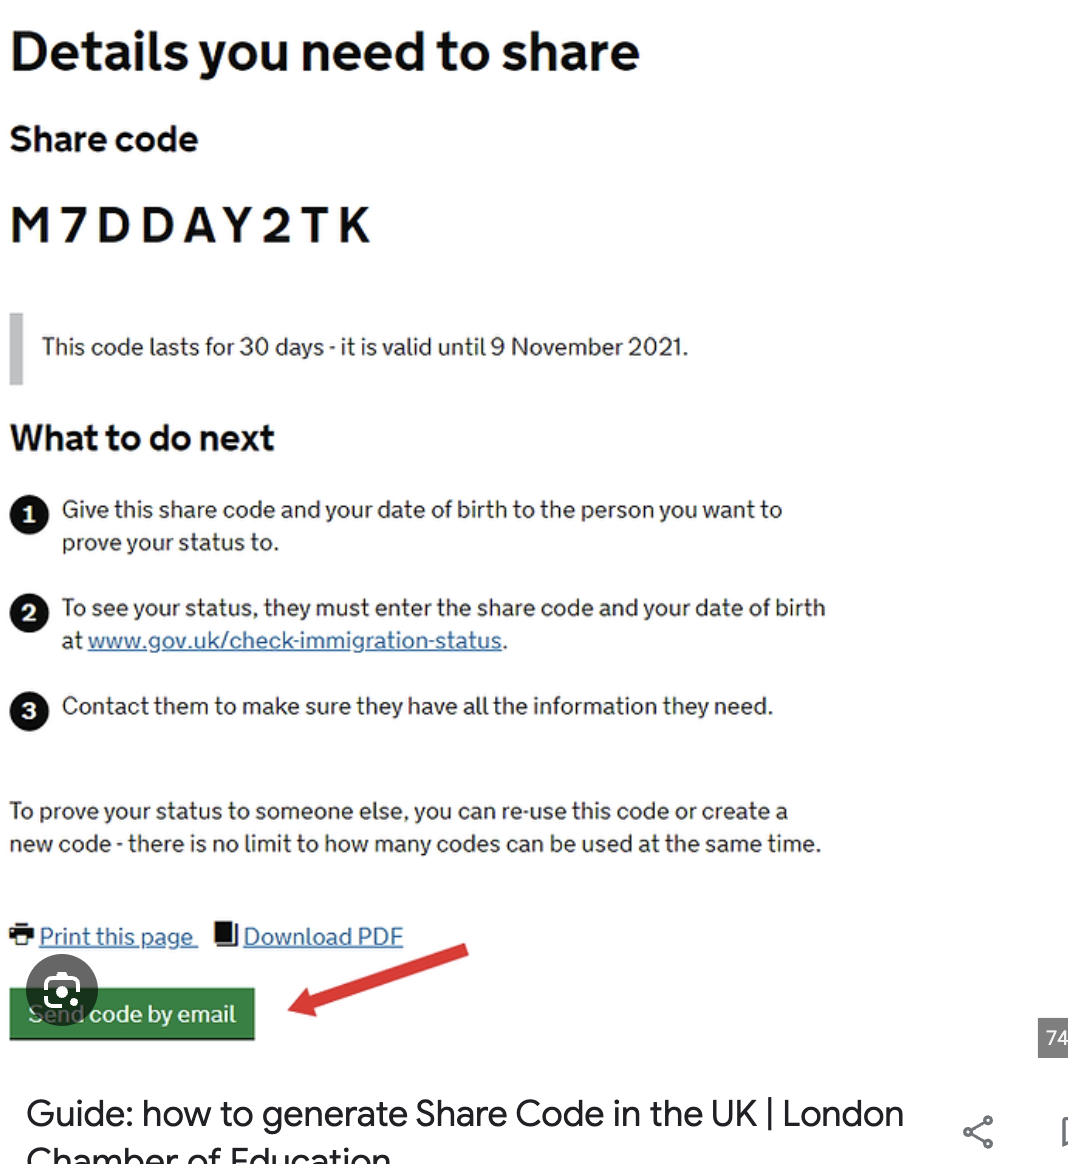 Details you need to share
Share code
M7DDAY2TK
This code lasts for 30 days - it is valid until 9 November 2021.
What to do next
1 Give this share code and your date of birth to the person you want to
prove your status to.
2 To see your status, they must enter the share code and your date of birth
at www.gov.uk/check-immigration-status.
3 Contact them to make sure they have all the information they need.
To prove your status to someone else, you can re-use this code or create a
new code - there is no limit to how many codes can be used at the same time.
Print this page Download PDF
Send code by email
74
Guide: how to generate Share Code in the UK | London
Chamber of Education